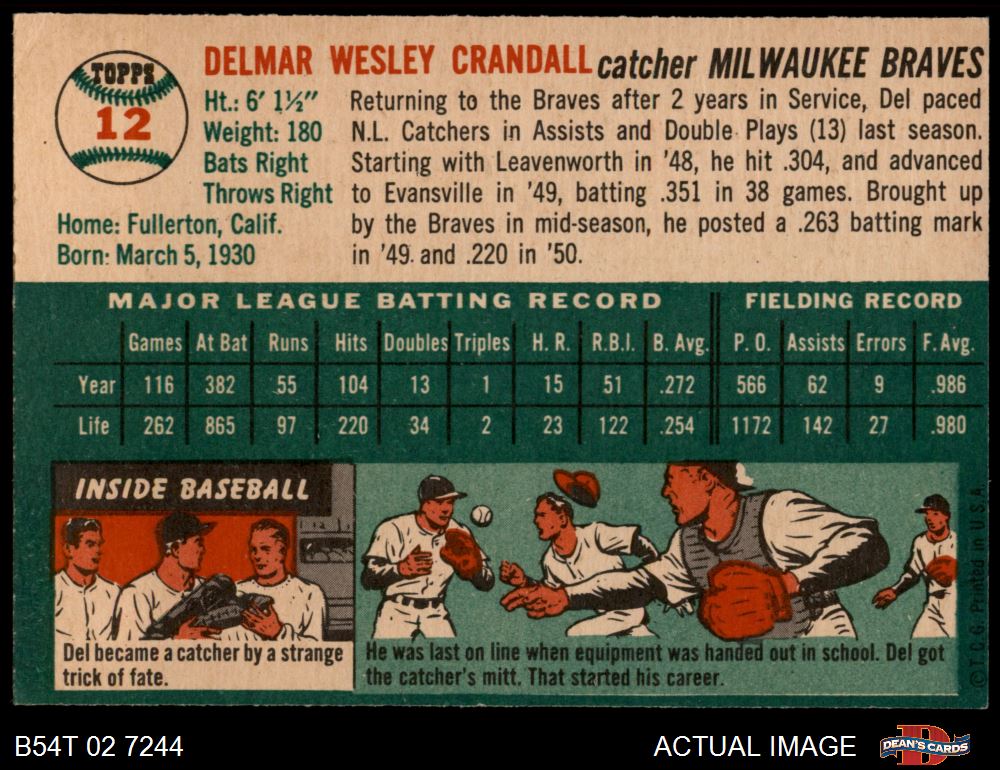 TOPPS
12
DELMAR WESLEY CRANDALL catcher MILWAUKEE BRAVES
Ht.: 6' 1½"
Weight: 180
Bats Right
Throws Right
Home: Fullerton, Calif.
Born: March 5, 1930
Returning to the Braves after 2 years in Service, Del paced
N.L. Catchers in Assists and Double Plays (13) last season.
Starting with Leavenworth in '48, he hit .304, and advanced
to Evansville in '49, batting .351 in 38 games. Brought up
by the Braves in mid-season, he posted a .263 batting mark
in '49 and .220 in '50.
MAJOR LEAGUE BATTING RECORD FIELDING RECORD
Games At Bat Runs Hits Doubles Triples H. R. R.B.I. B. Avg. P. O. Assists Errors F. Avg.
Year 116 382 55 104 13 1 15 51 .272 566 62 9 .986
Life 262 865 97 220 34 2 23 122 .254 1172 142 27 .980
INSIDE BASEBALL
Del became a catcher by a strange
trick of fate.
He was last on line when equipment was handed out in school. Del got
the catcher's mitt. That started his career.
© T. C. G. Printed in U.S.A.
B54T 02 7244
ACTUAL IMAGE
D
DEAN'S CARDS